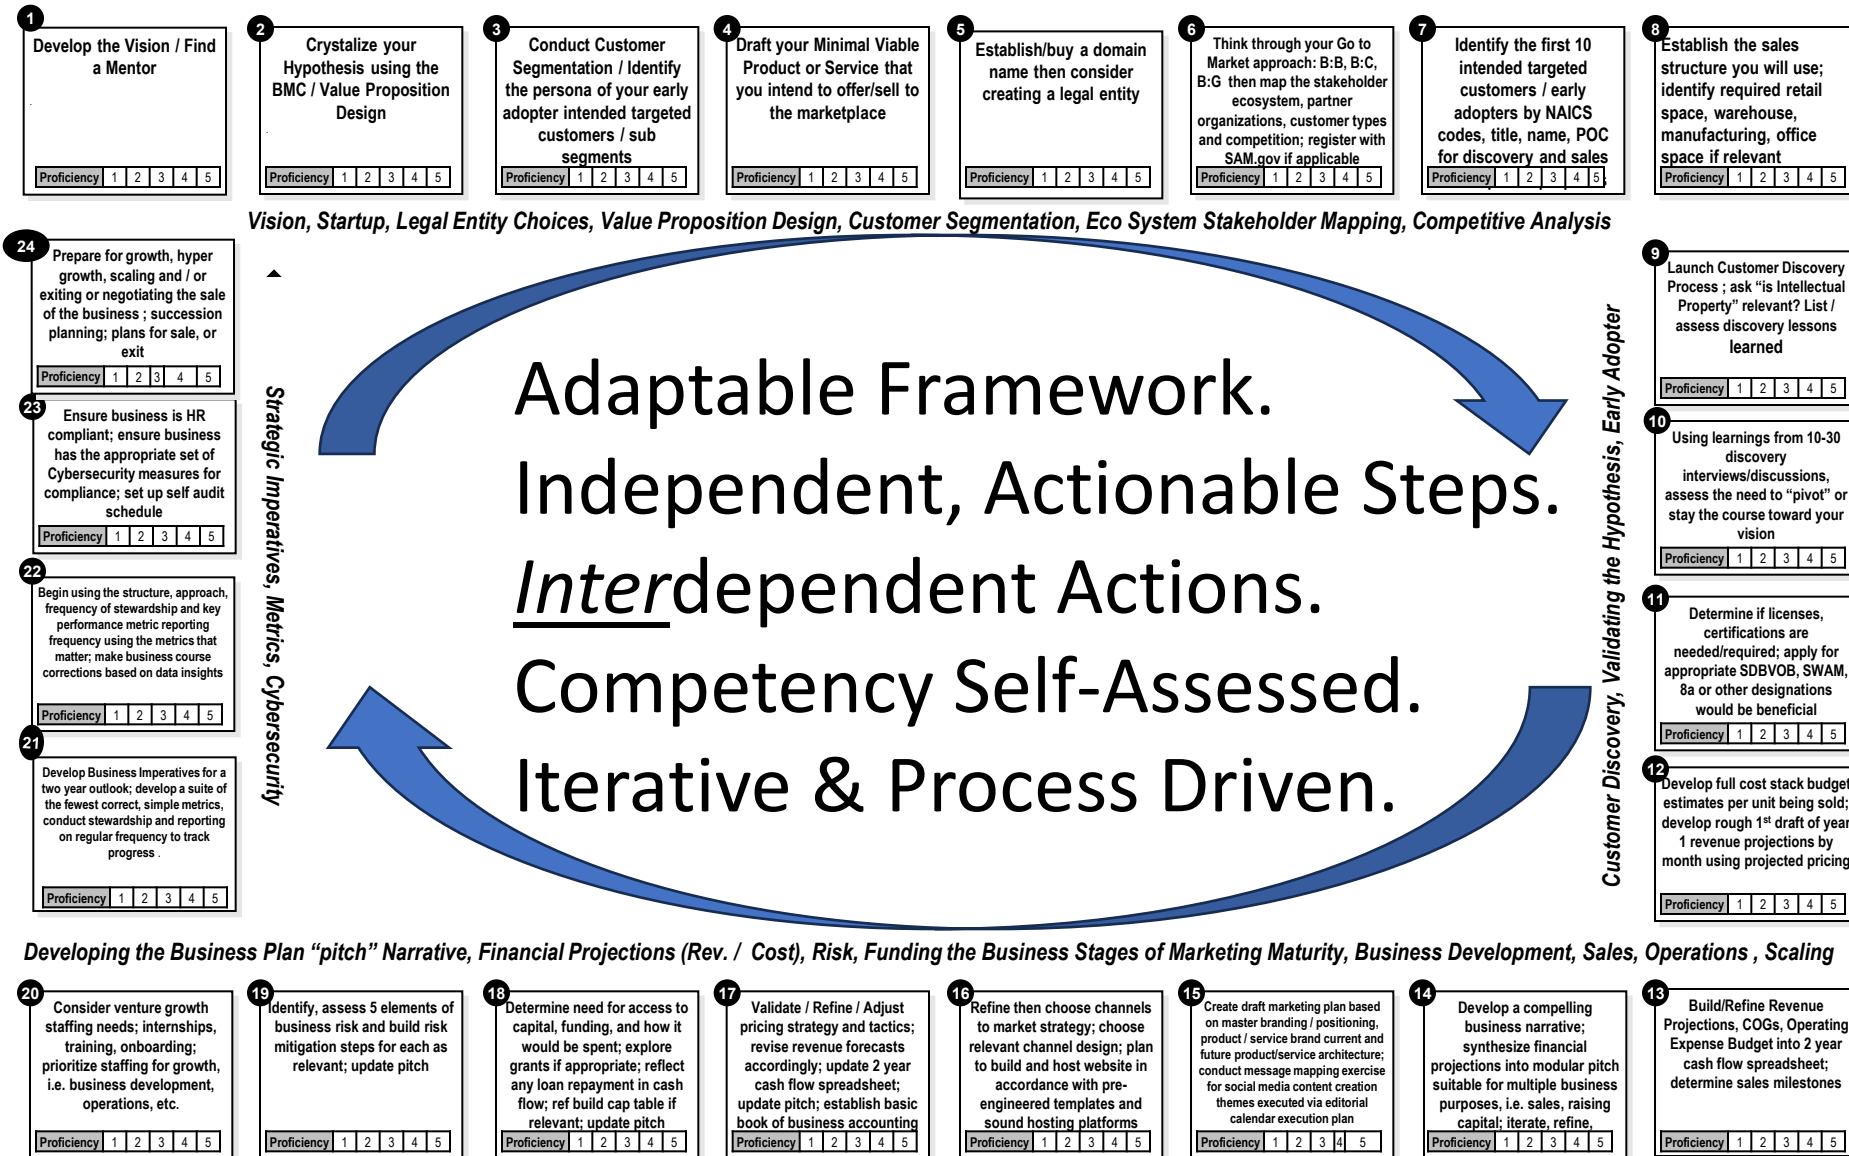 1
Develop the Vision / Find
a Mentor
Proficiency 1 2 3 4 5
2
Crystalize your
Hypothesis using the
BMC / Value Proposition
Design
Proficiency 1 2 3 4 5
3
Conduct Customer
Segmentation / Identify
the persona of your early
adopter intended targeted
customers / sub
segments
Proficiency 1 2 3 4 5
4
Draft your Minimal Viable
Product or Service that
you intend to offer/sell to
the marketplace
Proficiency 1 2 3 4 5
5
Establish/buy a domain
name then consider
creating a legal entity
Proficiency 1 2 3 4 5
6
Think through your Go to
Market approach: B:B, B:C,
B:G then map the stakeholder
ecosystem, partner
organizations, customer types
and competition; register with
SAM.gov if applicable
Proficiency 1 2 3 4 5
7
Identify the first 10
intended targeted
customers / early
adopters by NAICS
codes, title, name, POC
for discovery and sales
Proficiency 1 2 3 4 5
8
Establish the sales
structure you will use;
identify required retail
space, warehouse,
manufacturing, office
space if relevant
Proficiency 1 2 3 4 5
Vision, Startup, Legal Entity Choices, Value Proposition Design, Customer Segmentation, Eco System Stakeholder Mapping, Competitive Analysis
9
Launch Customer Discovery
Process ; ask “is Intellectual
Property” relevant? List /
assess discovery lessons
learned
Proficiency 1 2 3 4 5
10
Using learnings from 10-30
discovery
interviews/discussions,
assess the need to “pivot” or
stay the course toward your
vision
Proficiency 1 2 3 4 5
11
Determine if licenses,
certifications are
needed/required; apply for
appropriate SDBVOB, SWAM,
8a or other designations
would be beneficial
Proficiency 1 2 3 4 5
12
Develop full cost stack budget
estimates per unit being sold;
develop rough 1st draft of year
1 revenue projections by
month using projected pricing
Proficiency 1 2 3 4 5
Customer Discovery, Validating the Hypothesis, Early Adopter
Adaptable Framework.
Independent, Actionable Steps.
Interdependent Actions.
Competency Self-Assessed.
Iterative & Process Driven.
Strategic Imperatives, Metrics, Cybersecurity
24
Prepare for growth, hyper
growth, scaling and / or
exiting or negotiating the sale
of the business ; succession
planning; plans for sale, or
exit
Proficiency 1 2 3 4 5
23
Ensure business is HR
compliant; ensure business
has the appropriate set of
Cybersecurity measures for
compliance; set up self audit
schedule
Proficiency 1 2 3 4 5
22
Begin using the structure, approach,
frequency of stewardship and key
performance metric reporting
frequency using the metrics that
matter; make business course
corrections based on data insights
Proficiency 1 2 3 4 5
21
Develop Business Imperatives for a
two year outlook; develop a suite of
the fewest correct, simple metrics,
conduct stewardship and reporting
on regular frequency to track
progress .
Proficiency 1 2 3 4 5
Developing the Business Plan “pitch” Narrative, Financial Projections (Rev. / Cost), Risk, Funding the Business Stages of Marketing Maturity, Business Development, Sales, Operations , Scaling
20
Consider venture growth
staffing needs; internships,
training, onboarding;
prioritize staffing for growth,
i.e. business development,
operations, etc.
Proficiency 1 2 3 4 5
19
Identify, assess 5 elements of
business risk and build risk
mitigation steps for each as
relevant; update pitch
Proficiency 1 2 3 4 5
18
Determine need for access to
capital, funding, and how it
would be spent; explore
grants if appropriate; reflect
any loan repayment in cash
flow; ref build cap table if
relevant; update pitch
Proficiency 1 2 3 4 5
17
Validate / Refine / Adjust
pricing strategy and tactics;
revise revenue forecasts
accordingly; update 2 year
cash flow spreadsheet;
update pitch; establish basic
book of business accounting
Proficiency 1 2 3 4 5
16
Refine then choose channels
to market strategy; choose
relevant channel design; plan
to build and host website in
accordance with pre-
engineered templates and
sound hosting platforms
Proficiency 1 2 3 4 5
15
Create draft marketing plan based
on master branding / positioning,
product / service brand current and
future product/service architecture;
conduct message mapping exercise
for social media content creation
themes executed via editorial
calendar execution plan
Proficiency 1 2 3 4 5
14
Develop a compelling
business narrative;
synthesize financial
projections into modular pitch
suitable for multiple business
purposes, i.e. sales, raising
capital; iterate, refine,
Proficiency 1 2 3 4 5
13
Build/Refine Revenue
Projections, COGs, Operating
Expense Budget into 2 year
cash flow spreadsheet;
determine sales milestones
Proficiency 1 2 3 4 5